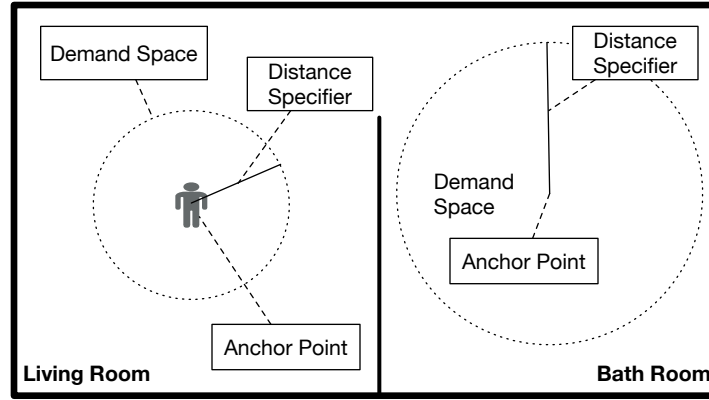 Demand Space
Distance
Specifier
Anchor Point
Living Room
Distance
Specifier
Demand
Space
Anchor Point
Bath Room